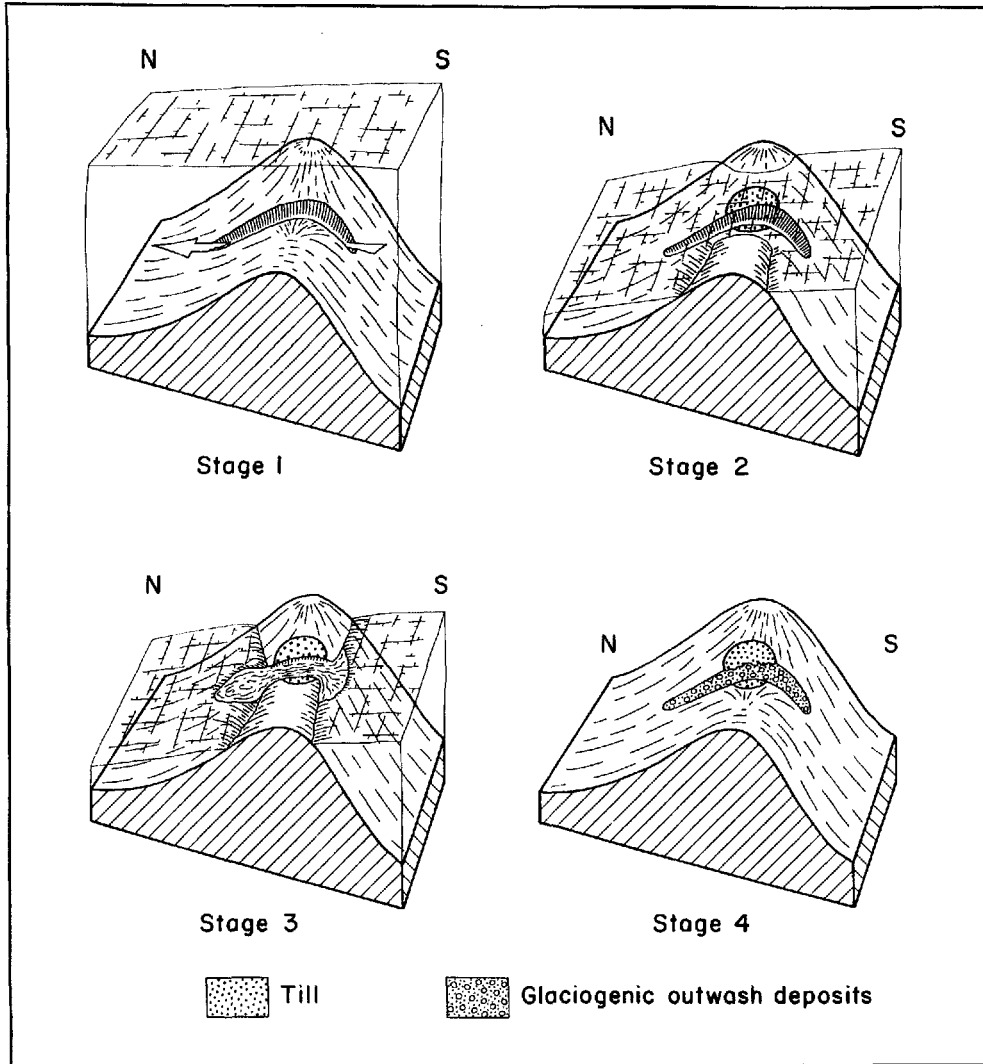 N S
N S
Stage 1
Stage 2
N S
N S
Stage 3
Stage 4
Till
Glaciogenic outwash deposits